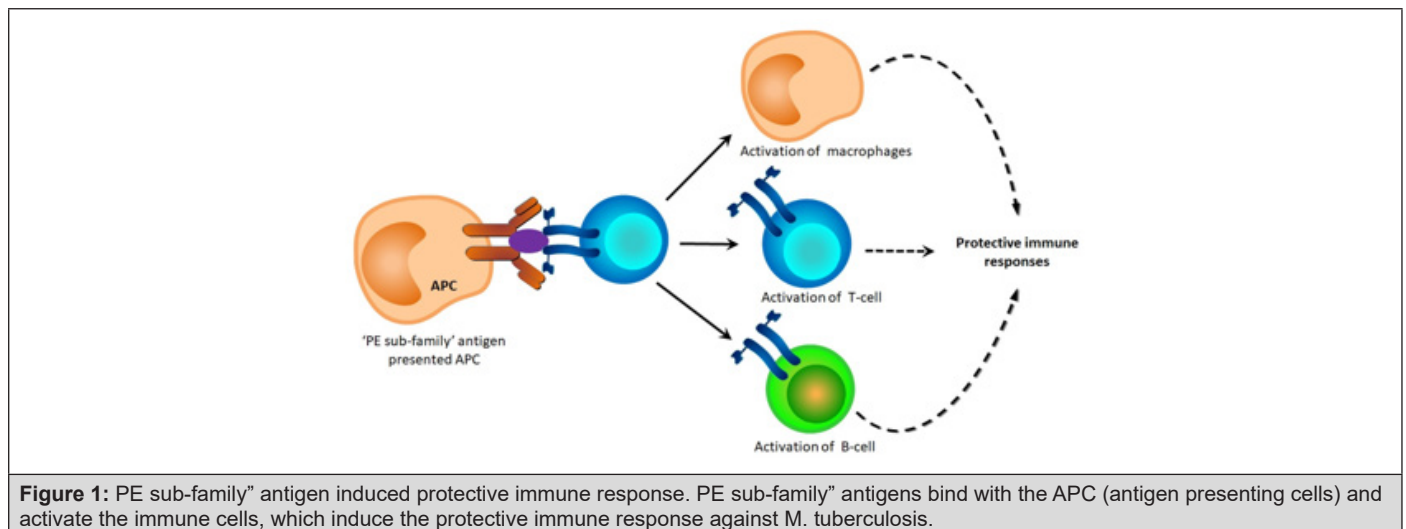 Activation of macrophages
APC
'PE sub-family' antigen
presented APC
Activation of T-cell
Protective immune
responses
Activation of B-cell
Figure 1: PE sub-family” antigen induced protective immune response. PE sub-family” antigens bind with the APC (antigen presenting cells) and
activate the immune cells, which induce the protective immune response against M. tuberculosis.